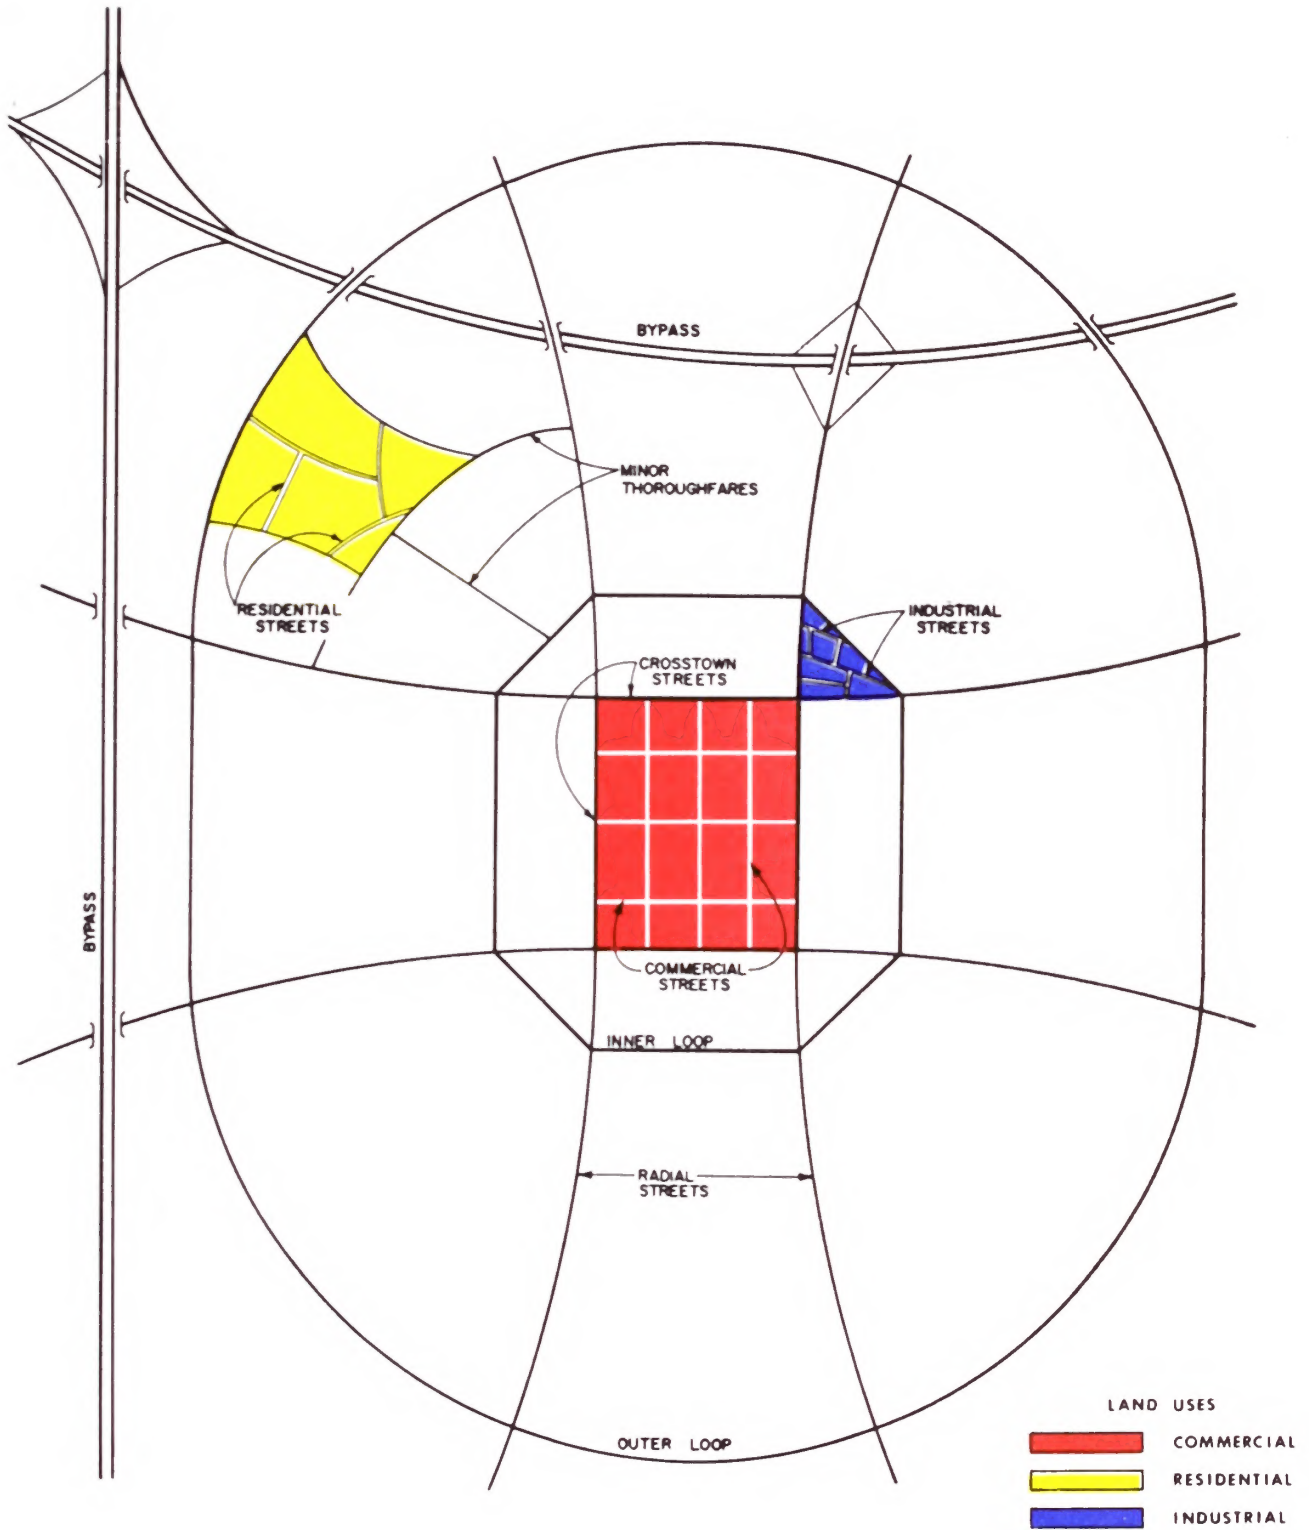 BYPASS
MINOR
THOROUGHFARES
RESIDENTIAL
STREETS
INDUSTRIAL
STREETS
CROSSTOWN
STREETS
BYPASS
COMMERCIAL
STREETS
INNER LOOP
RADIAL
STREETS
OUTER LOOP
LAND USES
COMMERCIAL
RESIDENTIAL
INDUSTRIAL